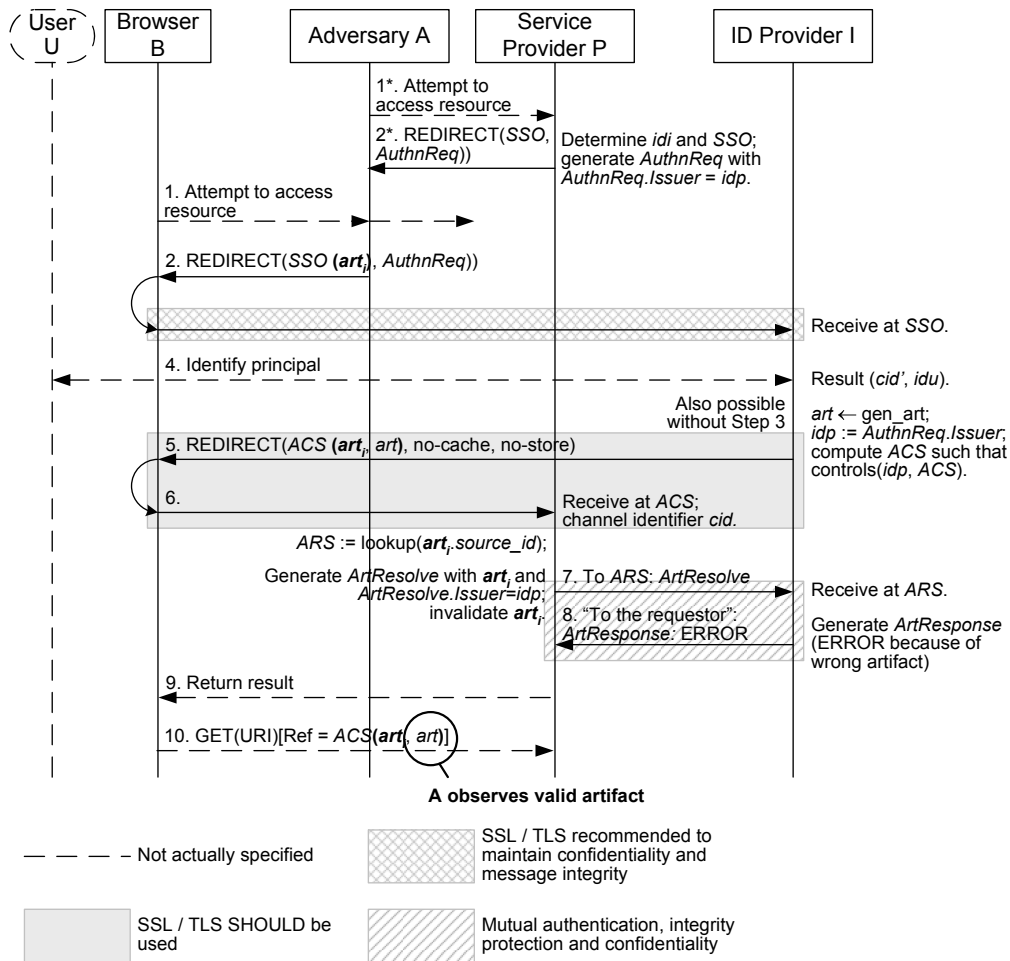 User
U
Browser
B
Adversary A
Service
Provider P
ID Provider I
1*. Attempt to
access resource
2*. REDIRECT(SSO,
AuthnReq))
Determine idi and SSO;
generate AuthnReq with
AuthnReq.Issuer = idp.
1. Attempt to access
resource
2. REDIRECT(SSO (art_i), AuthnReq))
Receive at SSO.
4. Identify principal
Result (cid', idu).
Also possible
without Step 3
art ← gen_art;
idp := AuthnReq.Issuer;
compute ACS such that
controls(idp, ACS).
5. REDIRECT(ACS (art_i, art), no-cache, no-store)
6.
Receive at ACS;
channel identifier cid.
ARS := lookup(art_i.source_id);
Generate ArtResolve with art_i and
ArtResolve.Issuer=idp;
invalidate art_i.
7. To ARS: ArtResolve
Receive at ARS.
8. "To the requestor":
ArtResponse: ERROR
Generate ArtResponse
(ERROR because of
wrong artifact)
9. Return result
10. GET(URI)[Ref = ACS(art_i, art)]
A observes valid artifact
Not actually specified
SSL / TLS recommended to
maintain confidentiality and
message integrity
SSL / TLS SHOULD be
used
Mutual authentication, integrity
protection and confidentiality